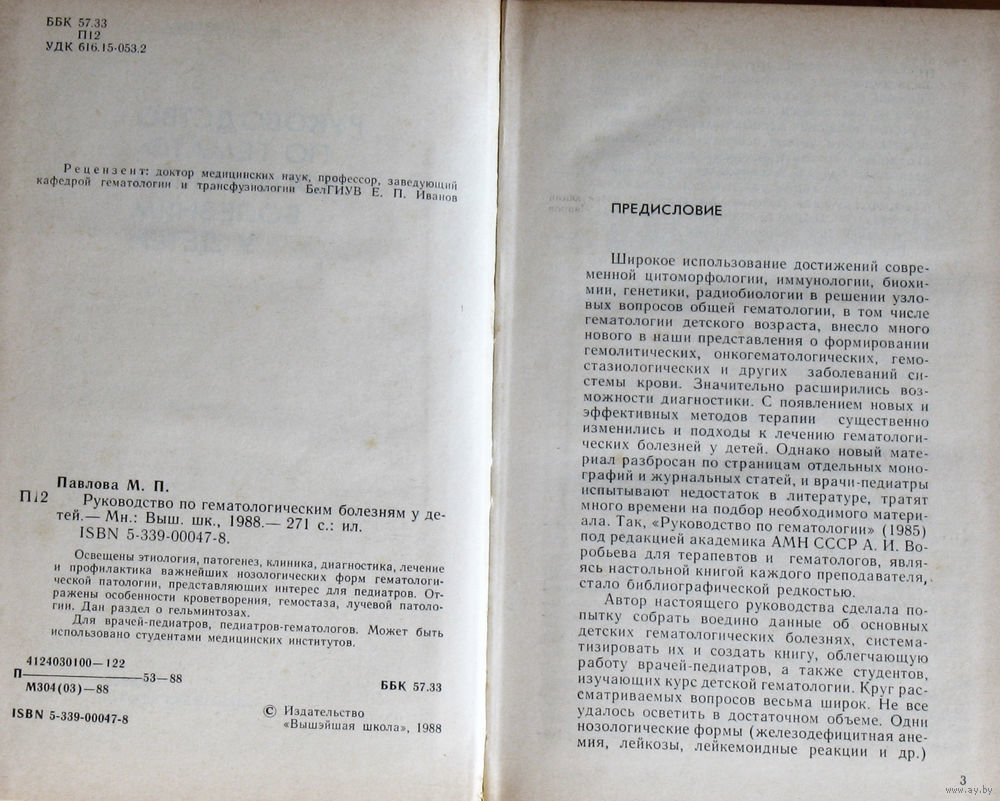 ББК 57.33
П12
УДК 616.15-053.2
Рецензент: доктор медицинских наук, профессор, заведующий
кафедрой гематологии и трансфузиологии БелГИУВ Е. П. Иванов
Павлова М. П.
П12
Руководство по гематологическим болезням у де-
тей.— Мн.: Выш. шк., 1988.— 271 с.: ил.
ISBN 5-339-00047-8.
Освещены этиология, патогенез, клиника, диагностика, лечение
и профилактика важнейших нозологических форм гематологи-
ческой патологии, представляющих интерес для педиатров. От-
ражены особенности кроветворения, гемостаза, лучевой патоло-
гии. Дан раздел о гельминтозах.
Для врачей-педиатров, педиатров-гематологов. Может быть
использовано студентами медицинских институтов.
4124030100—122
П———53—88
М304(03)—88
ББК 57.33
ISBN 5-339-00047-8
© Издательство
«Вышэйшая школа», 1988
ПРЕДИСЛОВИЕ
Широкое использование достижений совре-
менной цитоморфологии, иммунологии, биохи-
мии, генетики, радиобиологии в решении узло-
вых вопросов общей гематологии, в том числе
гематологии детского возраста, внесло много
нового в наши представления о формировании
гемолитических, онкогематологических, гемо-
стазиологических и других заболеваний си-
стемы крови. Значительно расширились воз-
можности диагностики. С появлением новых и
эффективных методов терапии существенно
изменились и подходы к лечению гематологи-
ческих болезней у детей. Однако новый мате-
риал разбросан по страницам отдельных моно-
графий и журнальных статей, и врачи-педиатры
испытывают недостаток в литературе, тратят
много времени на подбор необходимого матери-
ала. Так, «Руководство по гематологии» (1985)
под редакцией академика АМН СССР А. И. Во-
робьева для терапевтов и гематологов, явля-
ясь настольной книгой каждого преподавателя,
стало библиографической редкостью.
Автор настоящего руководства сделала по-
пытку собрать воедино данные об основных
детских гематологических болезнях, система-
тизировать их и создать книгу, облегчающую
работу врачей-педиатров, а также студентов,
изучающих курс детской гематологии. Круг рас-
сматриваемых вопросов весьма широк. Не все
удалось осветить в достаточном объеме. Одни
нозологические формы (железодефицитная ане-
мия, лейкозы, лейкемоидные реакции и др.)
3
www.ay.by